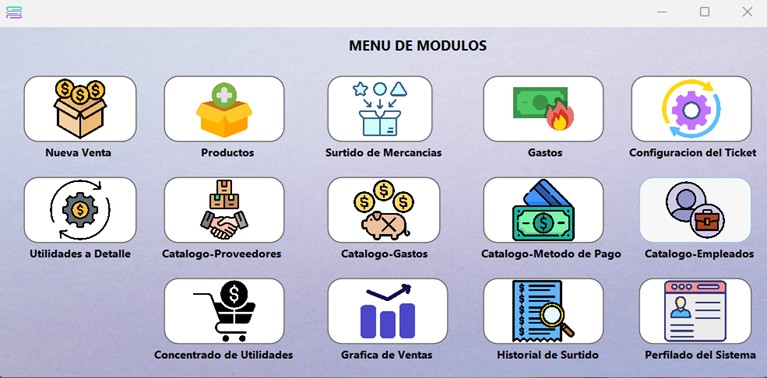 MENU DE MODULOS
Nueva Venta
Productos
Surtido de Mercancias
Gastos
Configuracion del Ticket
Utilidades a Detalle
Catalogo-Proveedores
Catalogo-Gastos
Catalogo-Metodo de Pago
Catalogo-Empleados
Concentrado de Utilidades
Grafica de Ventas
Historial de Surtido
Perfilado del Sistema